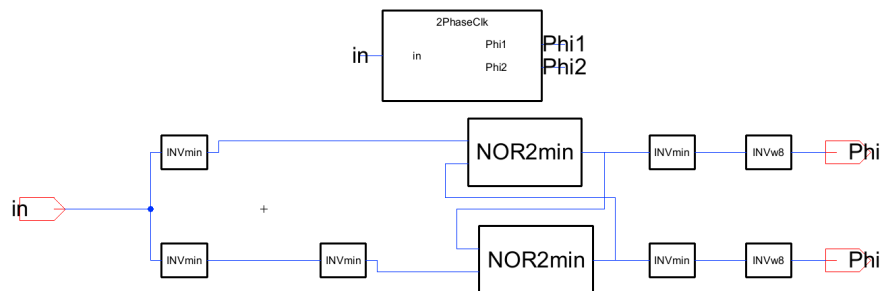 2PhaseClk
in
in
Phi1
Phi1
Phi2
Phi2
INVmin
NOR2min
INVmin
INVw8
Phi
in
INVmin
INVmin
NOR2min
INVmin
INVw8
Phi